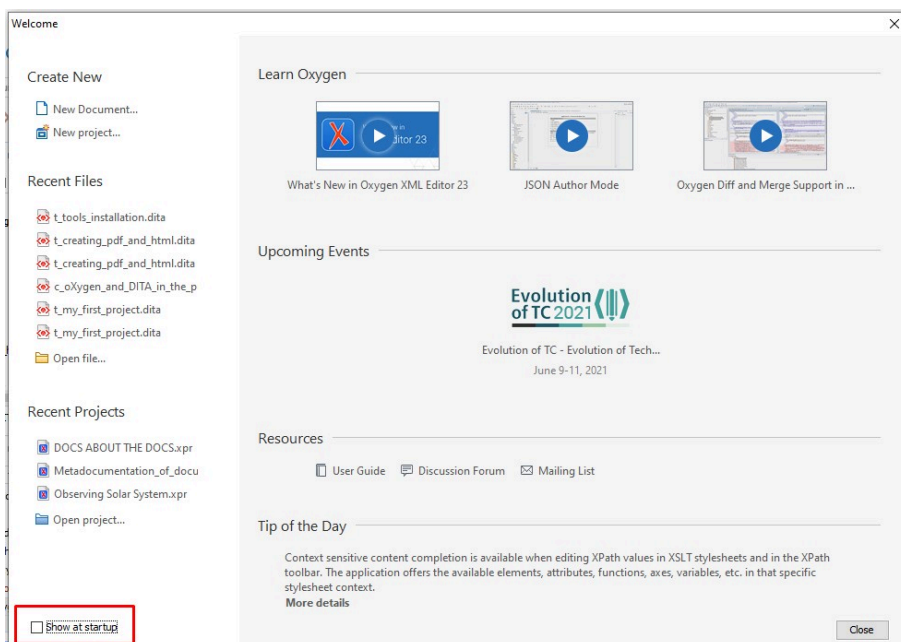 Welcome
Create New
New Document...
New project...
Recent Files
t_tools_installation.dita
t_creating_pdf_and_html.dita
t_creating_pdf_and_html.dita
c_oXygen_and_DITA_in_the_p
t_my_first_project.dita
t_my_first_project.dita
Open file...
Recent Projects
DOCS ABOUT THE DOCS.xpr
Metadocumentation_of_docu
Observing Solar System.xpr
Open project...
Show at startup
Learn Oxygen
What's New in Oxygen XML Editor 23
JSON Author Mode
Oxygen Diff and Merge Support in ...
Upcoming Events
Evolution
of TC 2021
Evolution of TC - Evolution of Tech...
June 9-11, 2021
Resources
User Guide
Discussion Forum
Mailing List
Tip of the Day
Context sensitive content completion is available when editing XPath values in XSLT stylesheets and in the XPath
toolbar. The application offers the available elements, attributes, functions, axes, variables, etc. in that specific
stylesheet context.
More details
Close